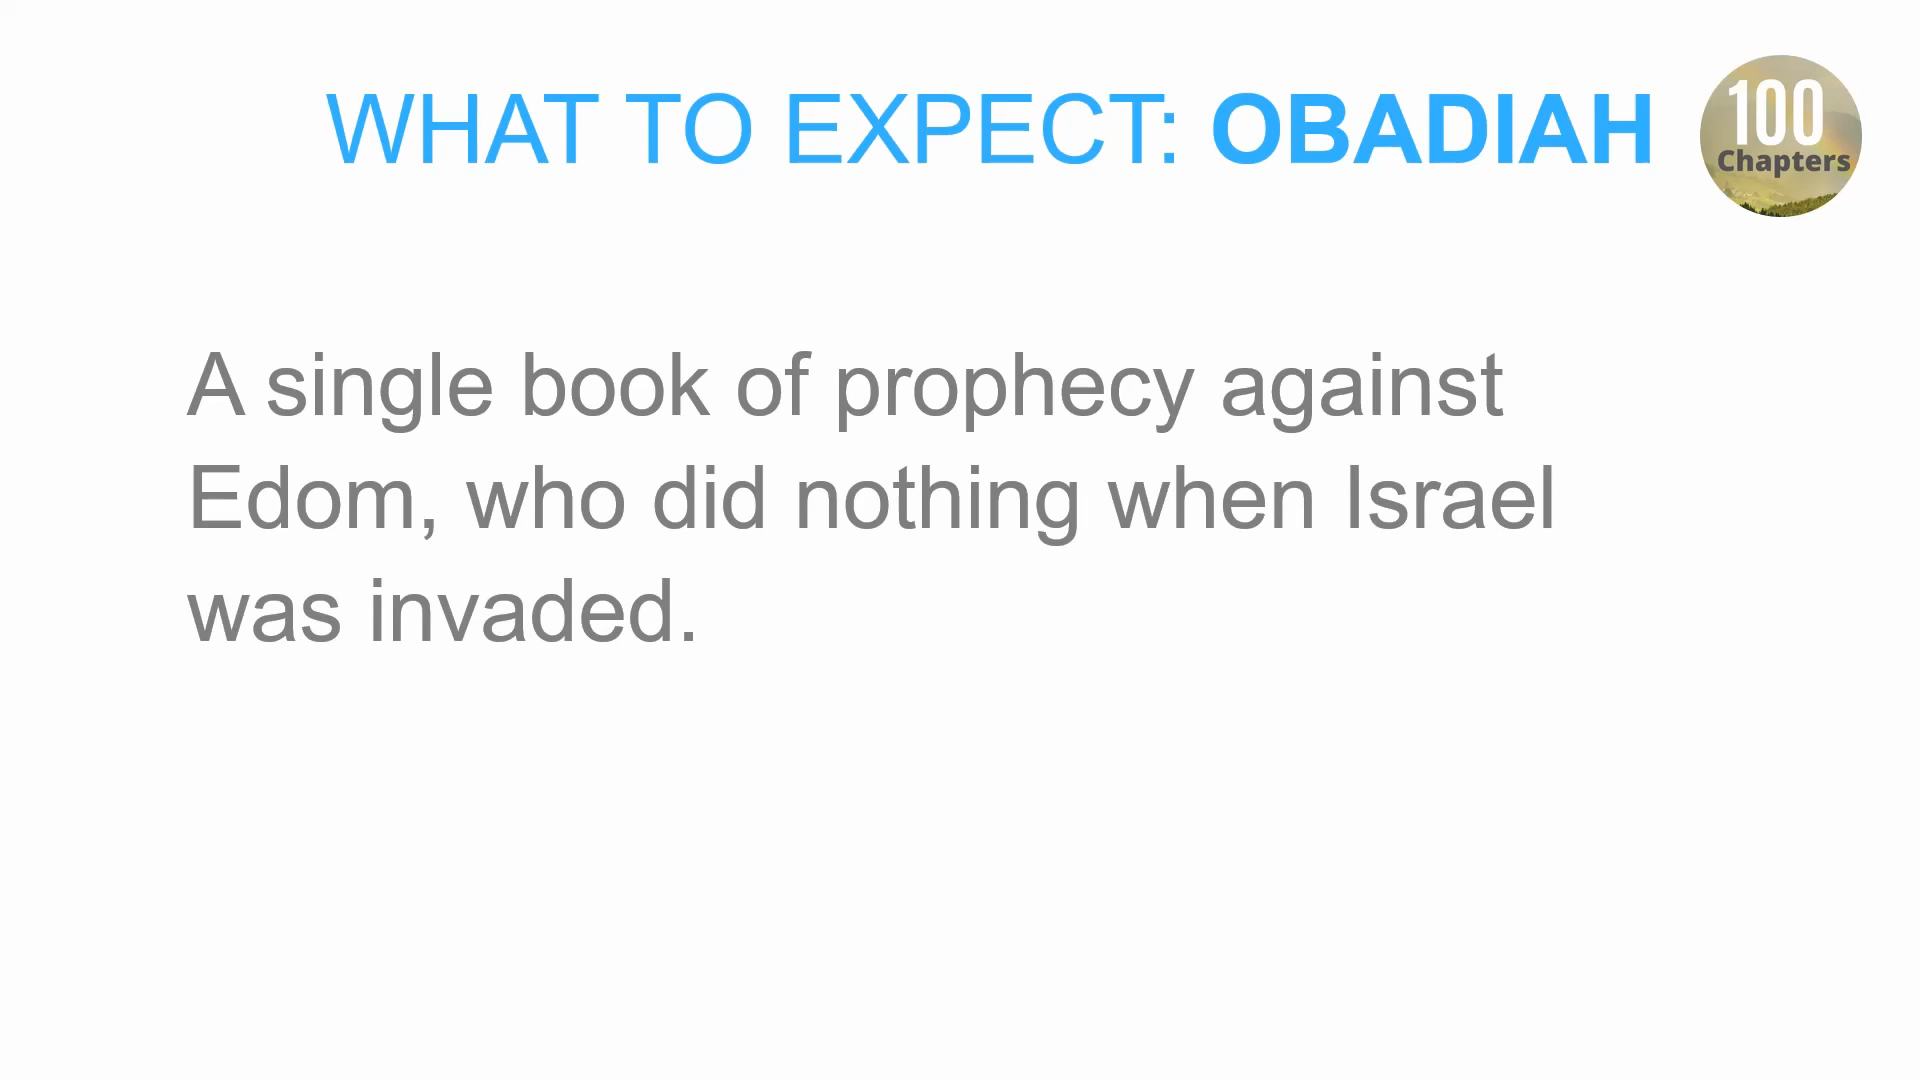 WHAT TO EXPECT: OBADIAH
100
Chapters
A single book of prophecy against
Edom, who did nothing when Israel
was invaded.